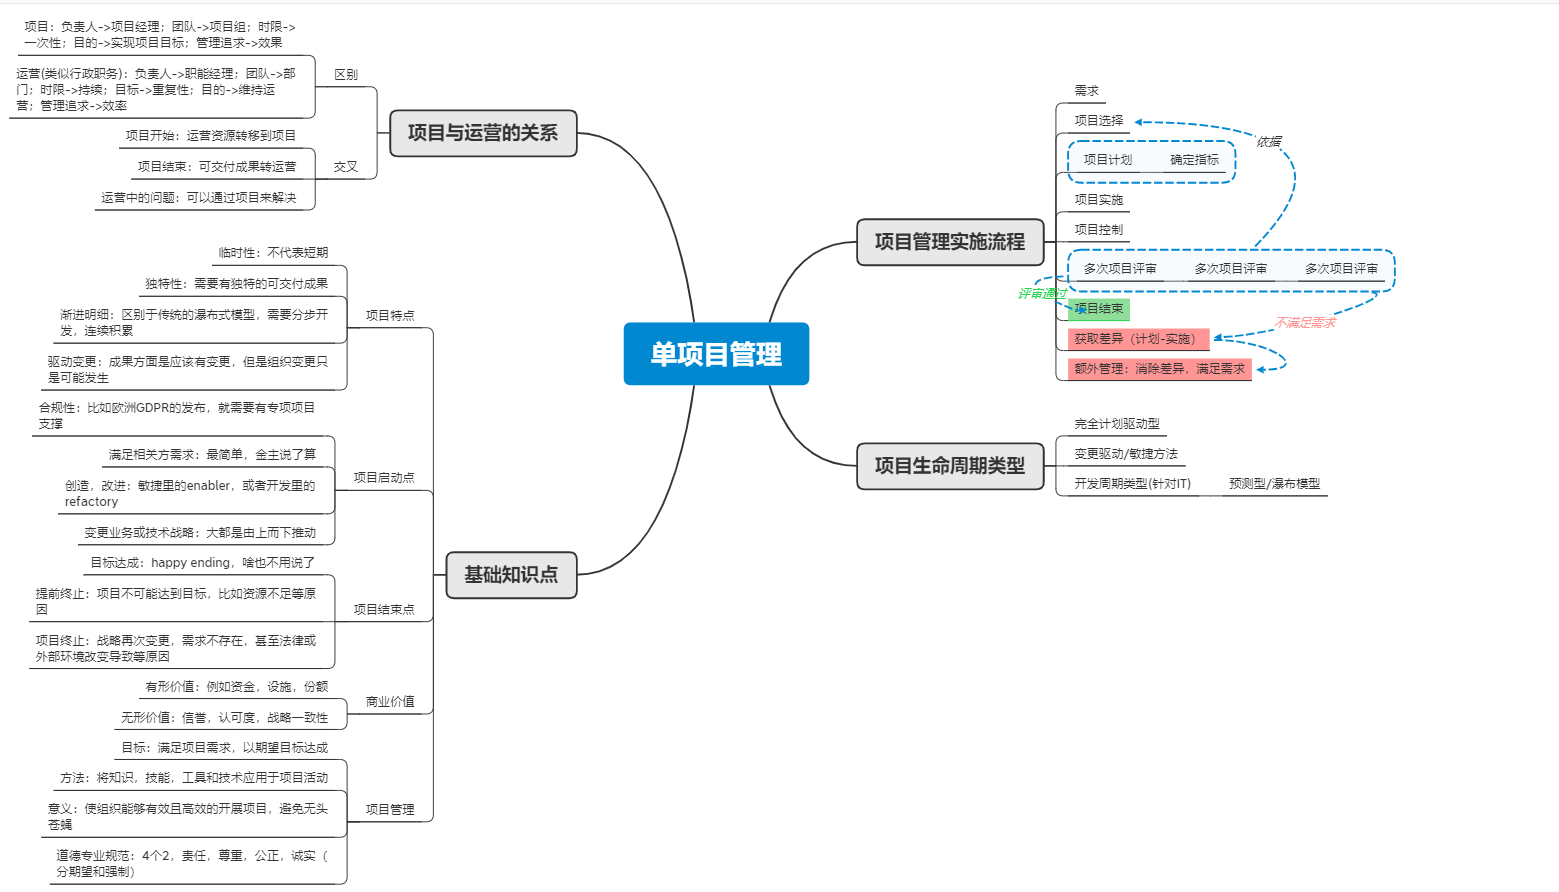 单项目管理
项目与运营的关系
区别
项目：负责人->项目经理；团队->项目组；时限->
一次性；目的->实现项目目标；管理追求->效果
运营(类似行政职务)：负责人->职能经理；团队->部
门；时限->持续；目标->重复性；目的->维持运
营；管理追求->效率
交叉
项目开始：运营资源转移到项目
项目结束：可交付成果转运营
运营中的问题：可以通过项目来解决
基础知识点
项目特点
临时性：不代表短期
独特性：需要有独特的可交付成果
渐进明细：区别于传统的瀑布式模型，需要分步开
发，连续积累
驱动变更：成果方面是应该有变更，但是组织变更只
是可能发生
项目启动点
合规性：比如欧洲GDPR的发布，就需要有专项项目
支撑
满足相关方需求：最简单，金主说了算
创造，改进：敏捷里的enabler，或者开发里的
refactory
变更业务或技术战略：大都是由上而下推动
项目结束点
目标达成：happy ending，啥也不用说了
提前终止：项目不可能达到目标，比如资源不足等原
因
项目终止：战略再次变更，需求不存在，甚至法律或
外部环境改变导致等原因
商业价值
有形价值：例如资金，设施，份额
无形价值：信誉，认可度，战略一致性
项目管理
目标：满足项目需求，以期望目标达成
方法：将知识，技能，工具和技术应用于项目活动
意义：使组织能够有效且高效的开展项目，避免无头
苍蝇
道德专业规范：4个2，责任，尊重，公正，诚实（
分期望和强制）
项目管理实施流程
需求
项目选择
依据
项目计划
确定指标
项目实施
项目控制
多次项目评审
多次项目评审
多次项目评审
评审通过
项目结束
不满足需求
获取差异（计划-实施）
额外管理：消除差异，满足需求
项目生命周期类型
完全计划驱动型
变更驱动/敏捷方法
开发周期类型(针对IT)
预测型/瀑布模型